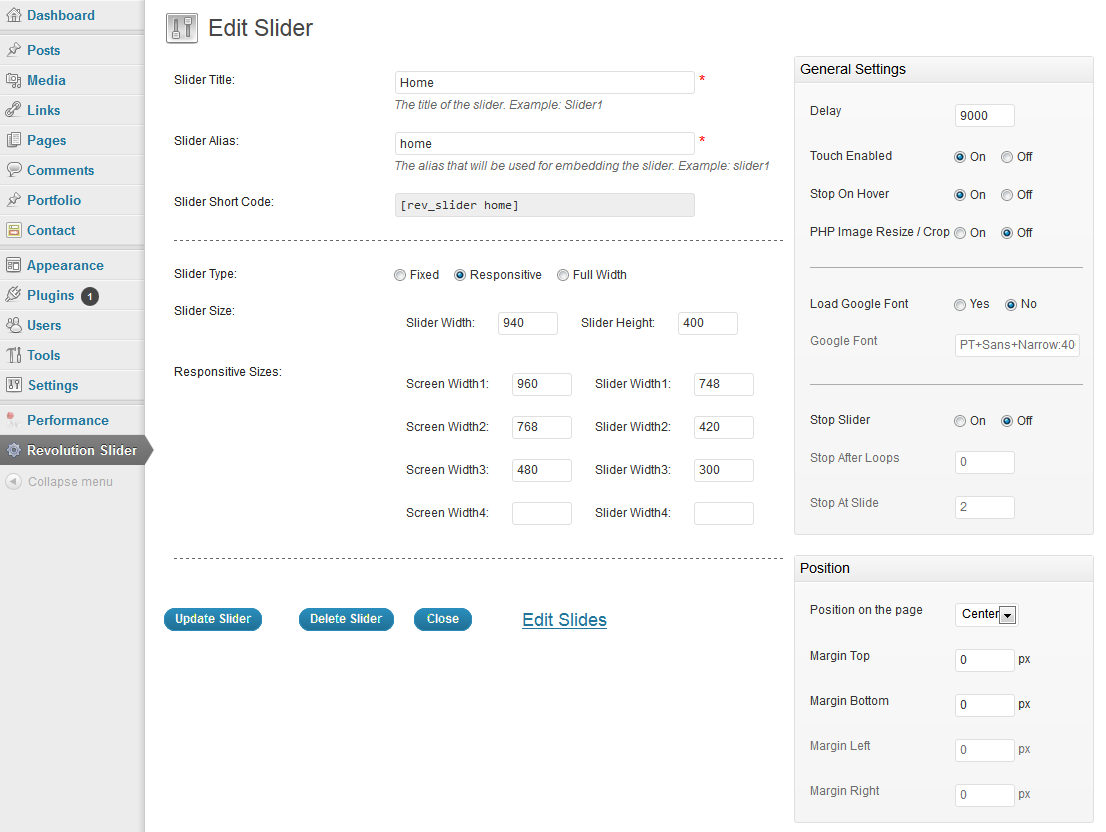 Dashboard
Posts
Media
Links
Pages
Comments
Portfolio
Contact
Appearance
Plugins 1
Users
Tools
Settings
Performance
Revolution Slider
Collapse menu
Edit Slider
Slider Title: Home *
The title of the slider. Example: Slider1
Slider Alias: home *
The alias that will be used for embedding the slider. Example: slider1
Slider Short Code: [rev_slider home]
Slider Type: Fixed Responsitive Full Width
Slider Size:
Slider Width: 940 Slider Height: 400
Responsitive Sizes:
Screen Width1: 960 Slider Width1: 748
Screen Width2: 768 Slider Width2: 420
Screen Width3: 480 Slider Width3: 300
Screen Width4: Slider Width4:
Update Slider Delete Slider Close Edit Slides
General Settings
Delay 9000
Touch Enabled On Off
Stop On Hover On Off
PHP Image Resize / Crop On Off
Load Google Font Yes No
Google Font PT+Sans+Narrow:40
Stop Slider On Off
Stop After Loops 0
Stop At Slide 2
Position
Position on the page Center
Margin Top 0 px
Margin Bottom 0 px
Margin Left 0 px
Margin Right 0 px